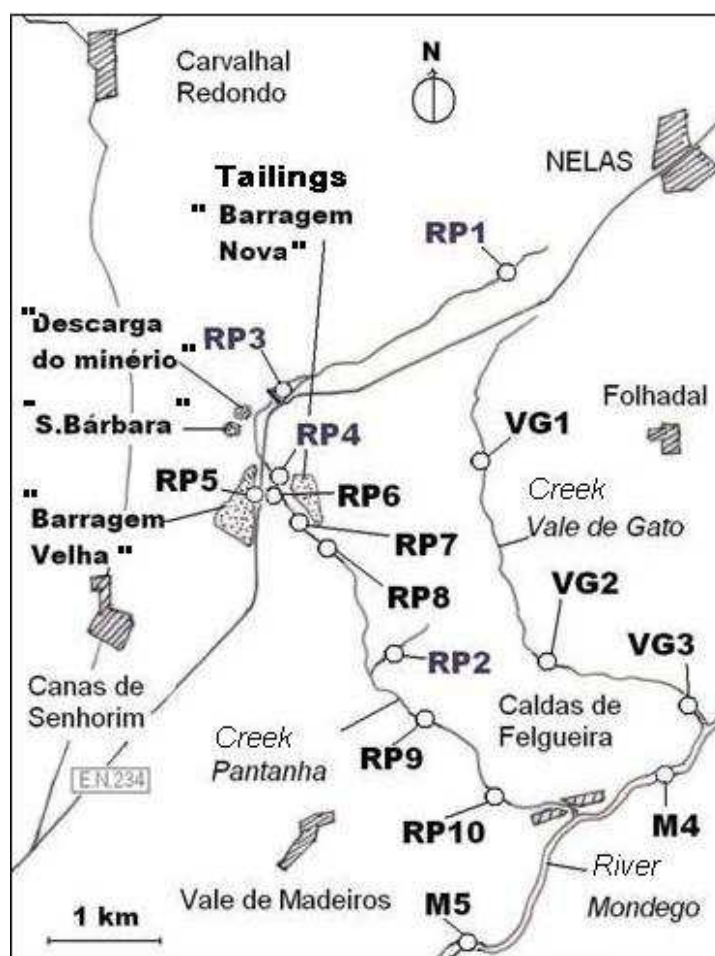 Carvalhal
Redondo
N
NELAS
Tailings
" Barragem
Nova"
RP1
"Descarga
do minério"
RP3
Folhadal
"S.Bárbara "
RP4
VG1
RP5
RP6
Creek
Vale de Gato
"Barragem
Velha "
RP7
RP8
VG2
VG3
RP2
Canas de
Senhorim
Caldas de
Felgueira
Creek
Pantanha
RP9
E.N.234
RP10
M4
River
Mondego
Vale de Madeiros
M5
1 km